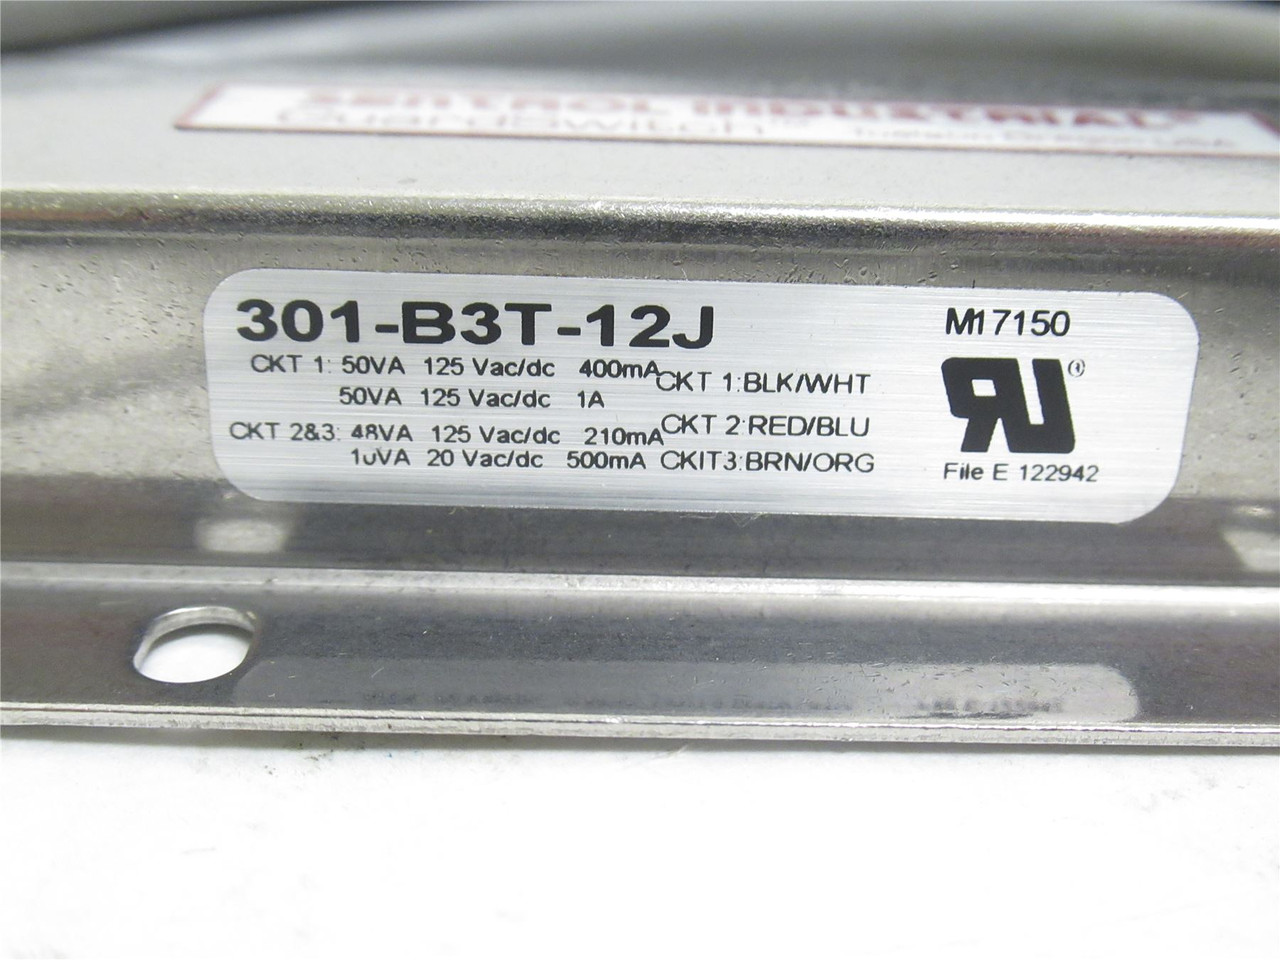 SENTROL INDUSTRIAL
GuardSwitch™
301-B3T-12J
CKT 1: 50VA 125 Vac/dc 400mA
50VA 125 Vac/dc 1A
CKT 2&3: 48VA 125 Vac/dc 210mA
10VA 20 Vac/dc 500mA
CKT 1:BLK/WHT
CKT 2:RED/BLU
CKIT3:BRN/ORG
M17150
RU®
File E 122942